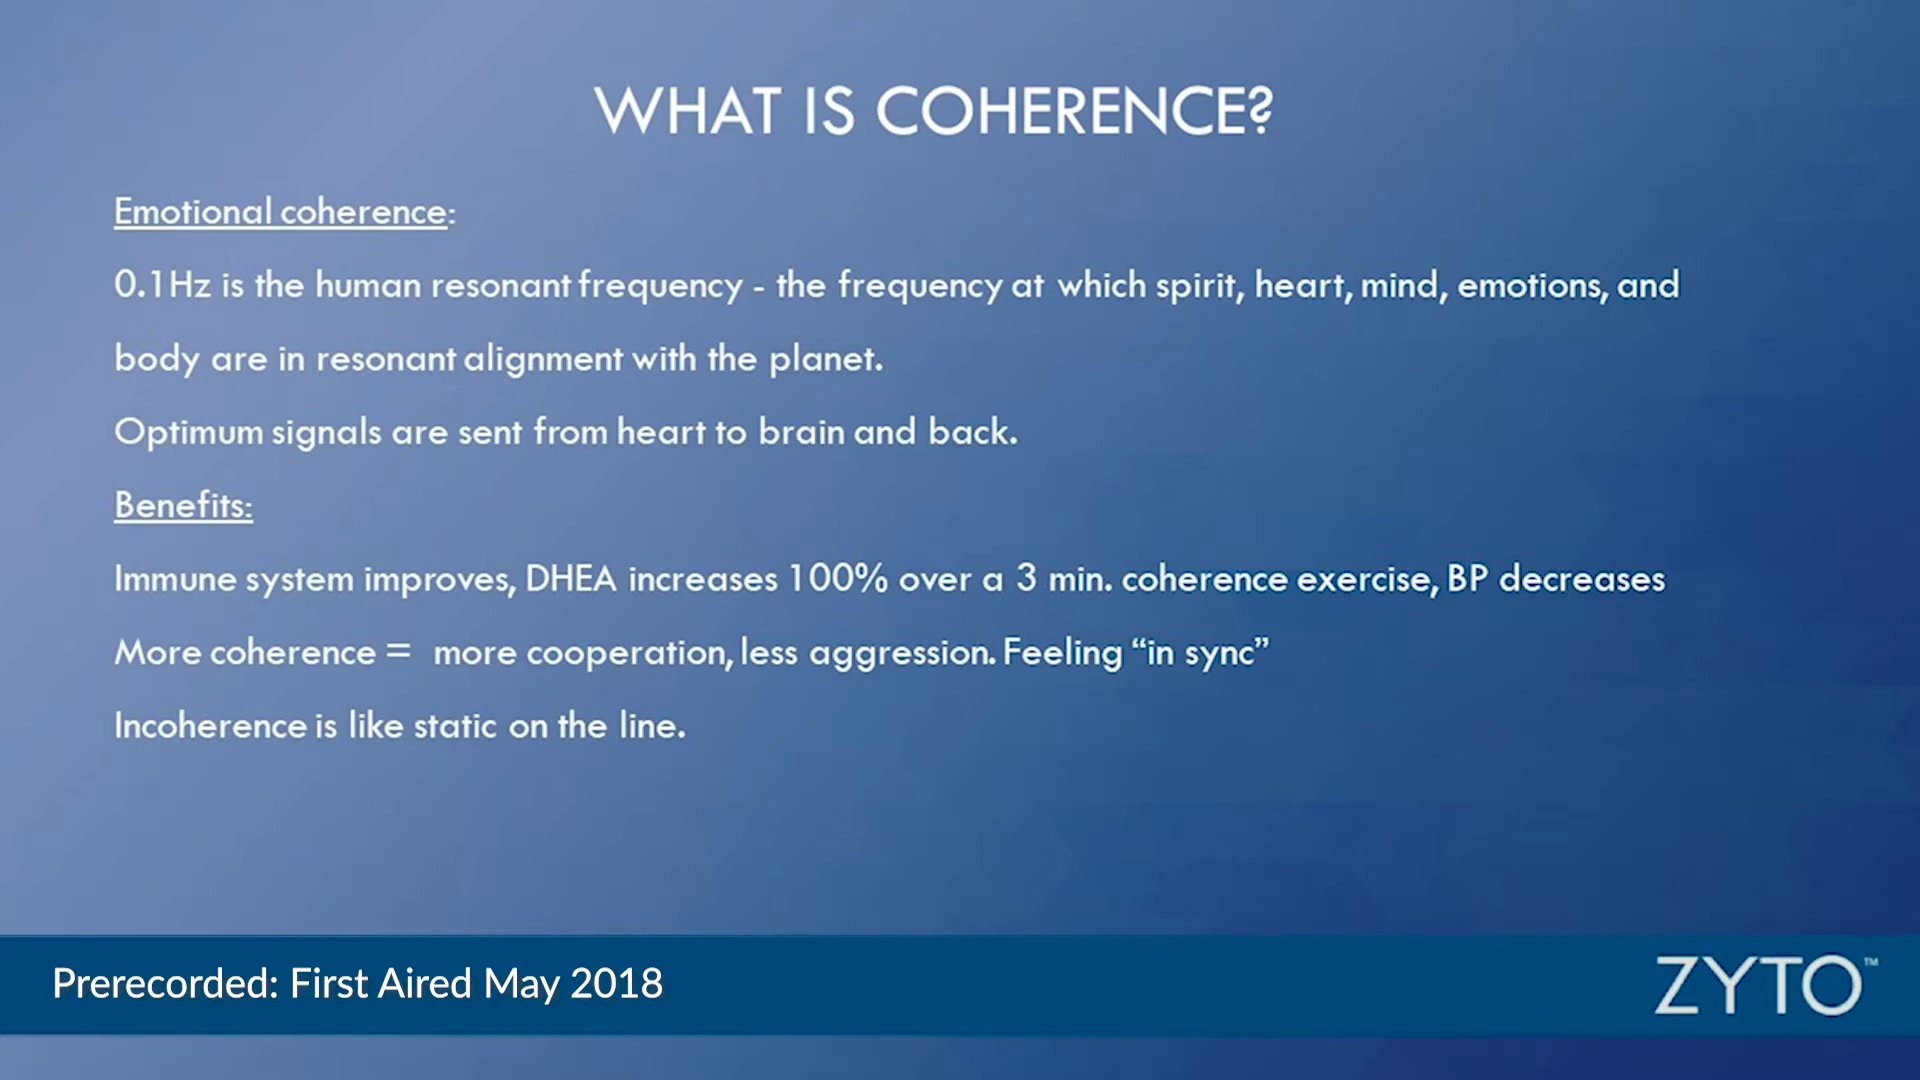 WHAT IS COHERENCE?
Emotional coherence:
0.1Hz is the human resonant frequency - the frequency at which spirit, heart, mind, emotions, and
body are in resonant alignment with the planet.
Optimum signals are sent from heart to brain and back.
Benefits:
Immune system improves, DHEA increases 100% over a 3 min. coherence exercise, BP decreases
More coherence = more cooperation, less aggression. Feeling “in sync”
Incoherence is like static on the line.
Prerecorded: First Aired May 2018
ZYTO™